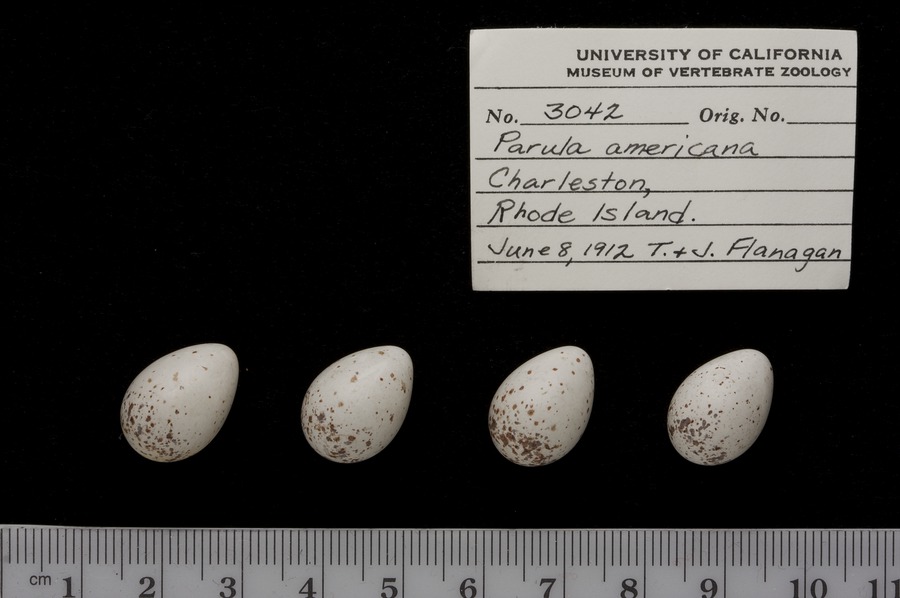 UNIVERSITY OF CALIFORNIA
MUSEUM OF VERTEBRATE ZOOLOGY
No. 3042 Orig. No.
Parula americana
Charleston,
Rhode Island.
June 8, 1912 T. + J. Flanagan
cm 1 2 3 4 5 6 7 8 9 10 11